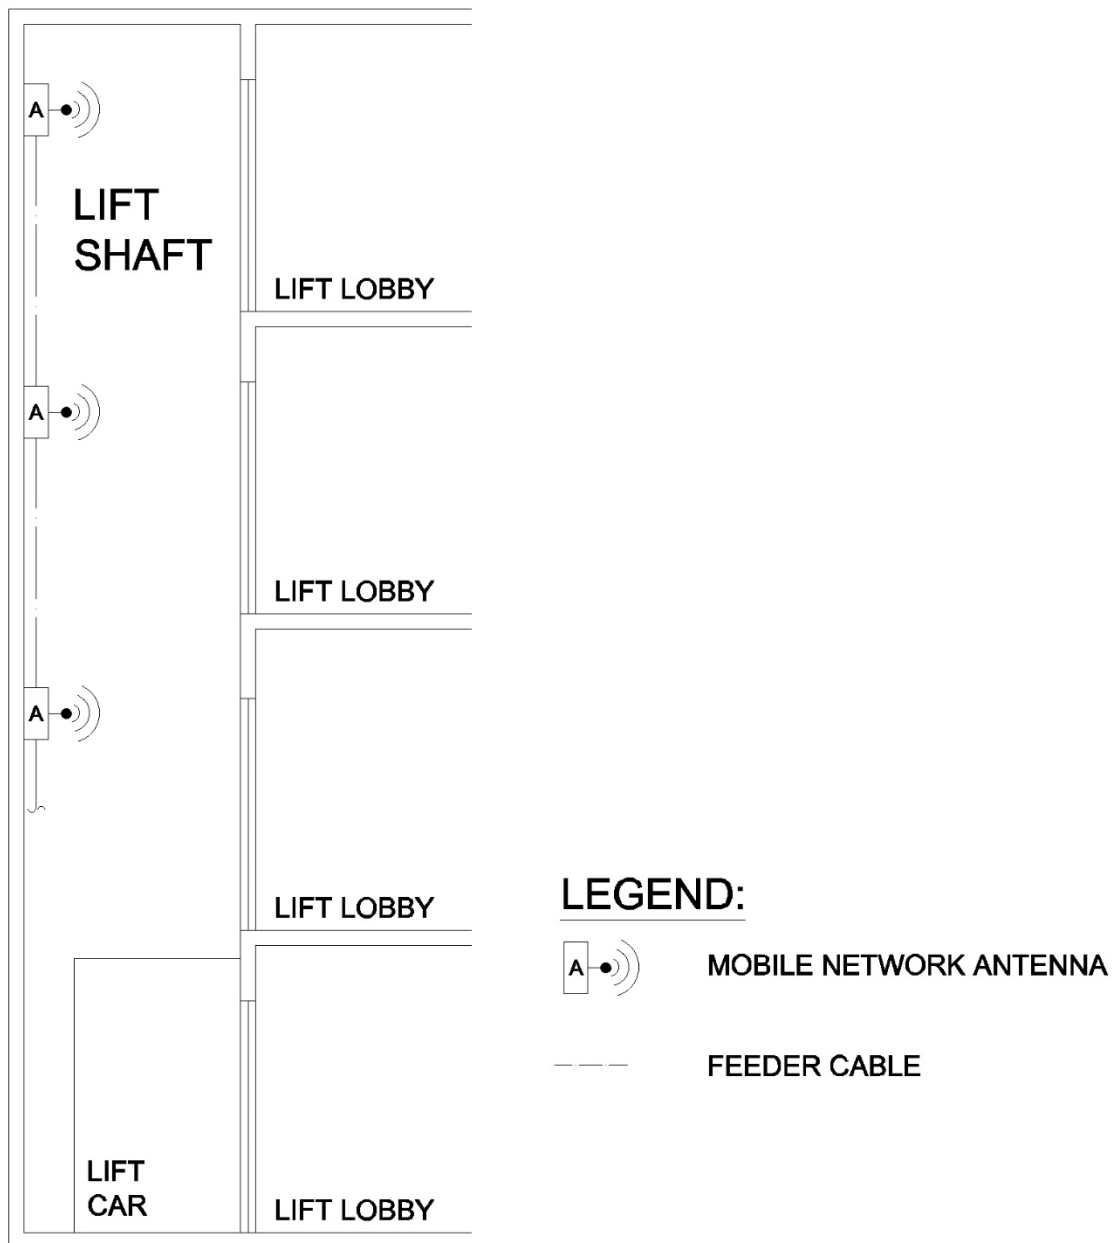 A
LIFT
SHAFT
LIFT LOBBY
A
LIFT LOBBY
A
LIFT LOBBY
LIFT
CAR
LIFT LOBBY
LEGEND:
A MOBILE NETWORK ANTENNA
FEEDER CABLE